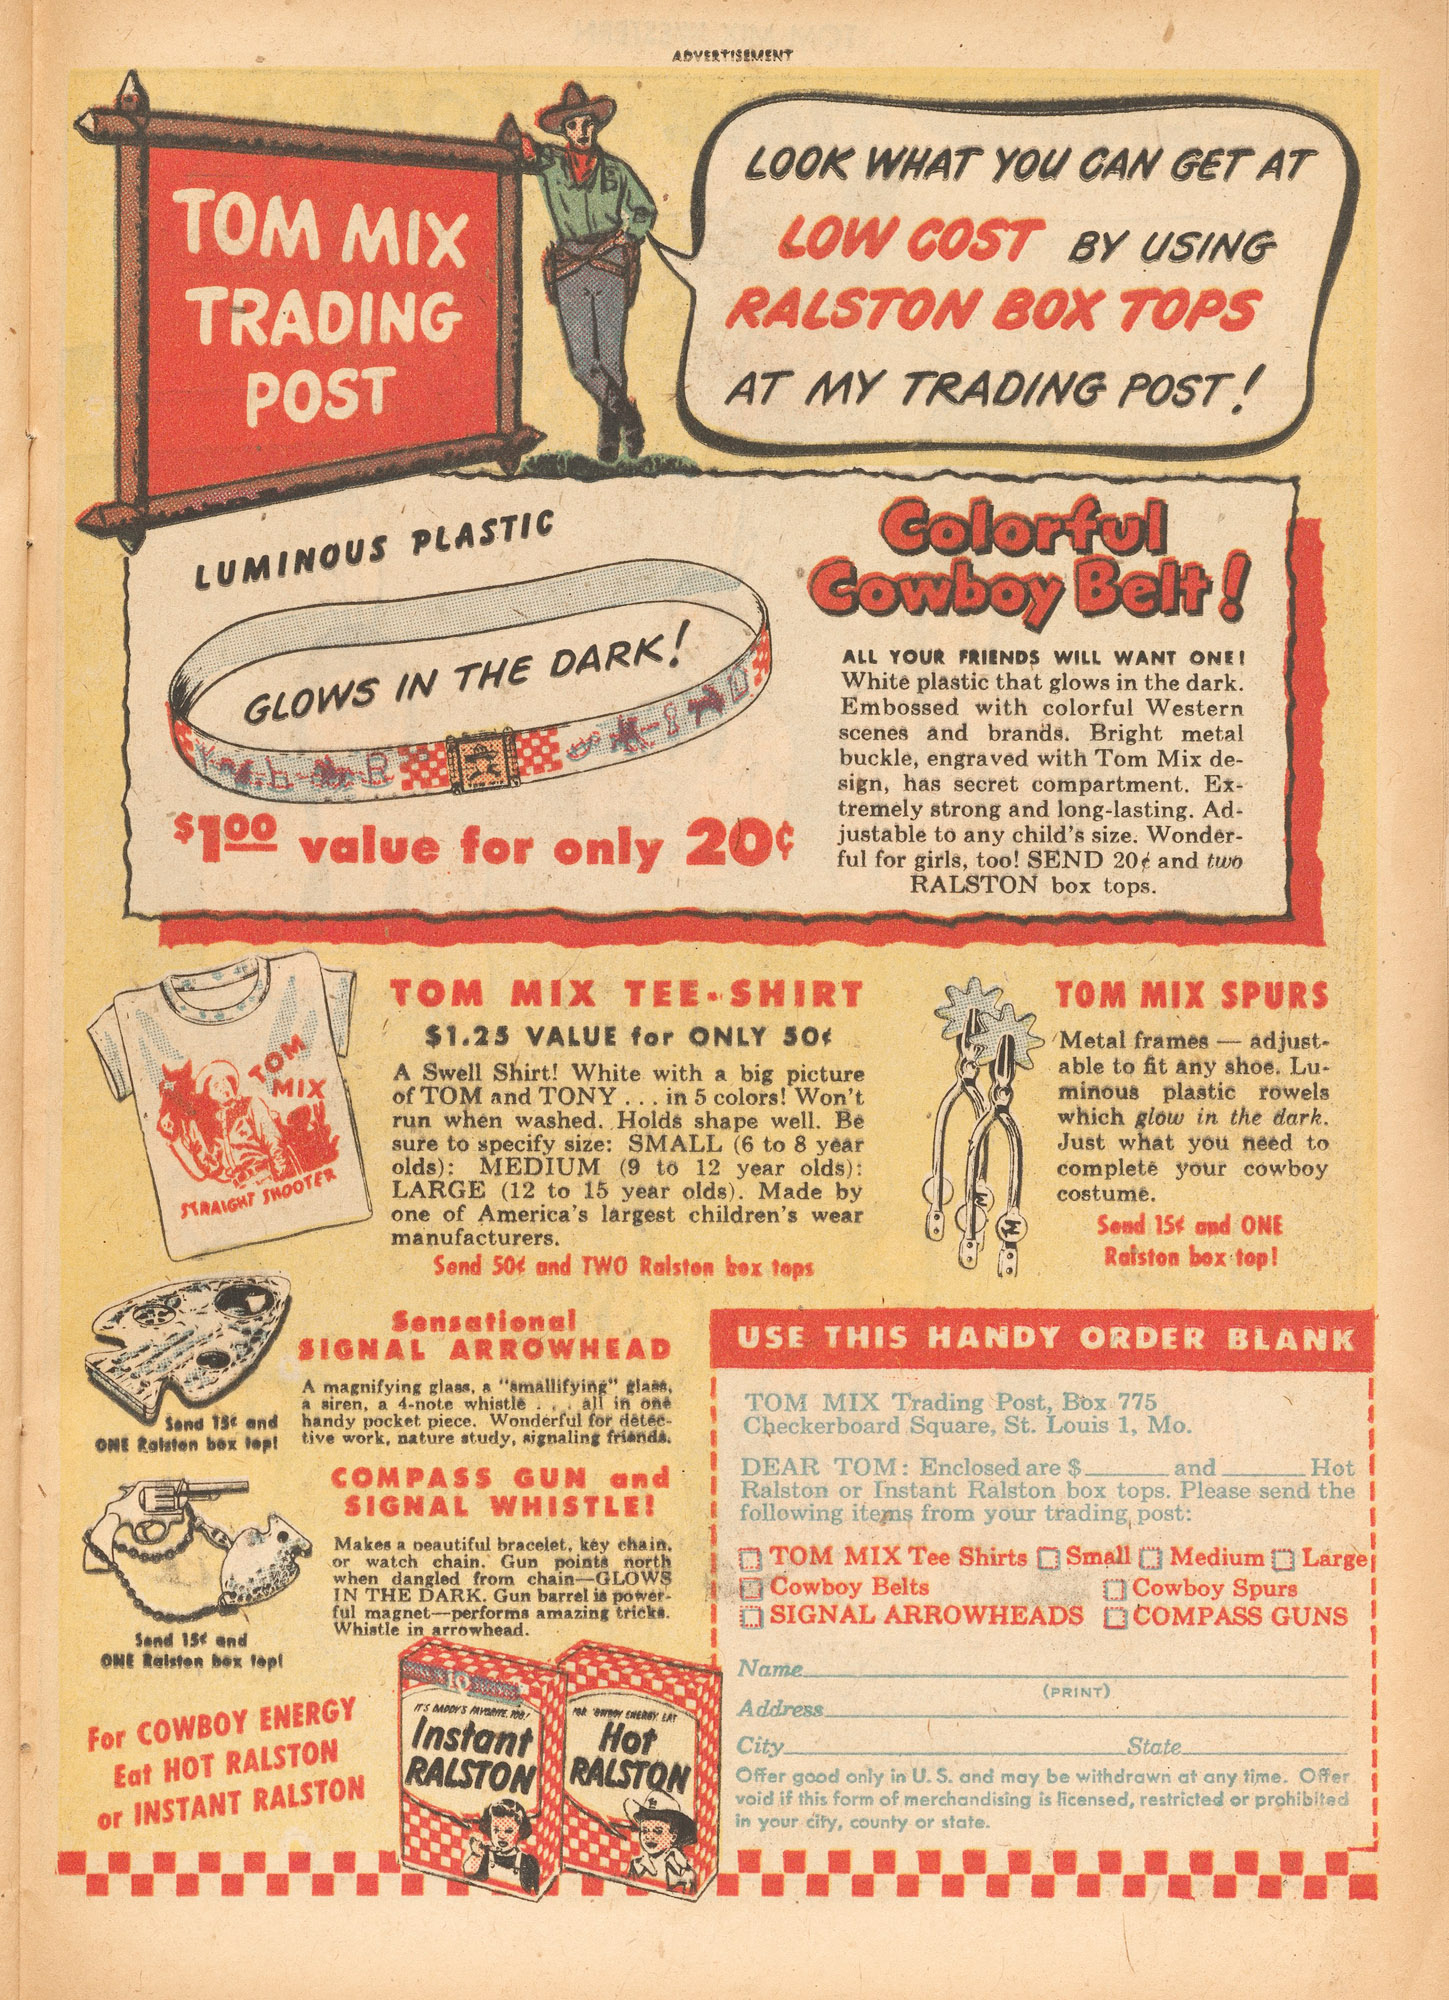 ADVERTISEMENT
TOM MIX
TRADING
POST
LOOK WHAT YOU CAN GET AT
LOW COST BY USING
RALSTON BOX TOPS
AT MY TRADING POST!
LUMINOUS PLASTIC
GLOWS IN THE DARK!
$1.00 value for only 20¢
Colorful
Cowboy Belt!
ALL YOUR FRIENDS WILL WANT ONE!
White plastic that glows in the dark.
Embossed with colorful Western
scenes and brands. Bright metal
buckle, engraved with Tom Mix de-
sign, has secret compartment. Ex-
tremely strong and long-lasting. Ad-
justable to any child's size. Wonder-
ful for girls, too! SEND 20¢ and two
RALSTON box tops.
TOM
MIX
STRAIGHT SHOOTER
TOM MIX TEE-SHIRT
$1.25 VALUE for ONLY 50¢
A Swell Shirt! White with a big picture
of TOM and TONY . . . in 5 colors! Won't
run when washed. Holds shape well. Be
sure to specify size: SMALL (6 to 8 year
olds): MEDIUM (9 to 12 year olds):
LARGE (12 to 15 year olds). Made by
one of America's largest children's wear
manufacturers.
Send 50¢ and TWO Ralston box tops
TOM MIX SPURS
Metal frames — adjust-
able to fit any shoe. Lu-
minous plastic rowels
which glow in the dark.
Just what you need to
complete your cowboy
costume.
Send 15¢ and ONE
Ralston box top!
Sensational
SIGNAL ARROWHEAD
A magnifying glass, a "smallifying" glass,
a siren, a 4-note whistle . . . all in one
handy pocket piece. Wonderful for detec-
tive work, nature study, signaling friends.
Send 15¢ and
ONE Ralston box top!
COMPASS GUN and
SIGNAL WHISTLE!
Makes a beautiful bracelet, key chain,
or watch chain. Gun points north
when dangled from chain—GLOWS
IN THE DARK. Gun barrel is power-
ful magnet—performs amazing tricks.
Whistle in arrowhead.
Send 15¢ and
ONE Ralston box top!
For COWBOY ENERGY
Eat HOT RALSTON
or INSTANT RALSTON
10
IT'S DADDY'S FAVORITE, TOO!
Instant
RALSTON
FOR COWBOY ENERGY EAT
Hot
RALSTON
USE THIS HANDY ORDER BLANK
TOM MIX Trading Post, Box 775
Checkerboard Square, St. Louis 1, Mo.
DEAR TOM: Enclosed are $ and Hot
Ralston or Instant Ralston box tops. Please send the
following items from your trading post:
TOM MIX Tee Shirts Small Medium Large
Cowboy Belts Cowboy Spurs
SIGNAL ARROWHEADS COMPASS GUNS
Name
(PRINT)
Address
City State
Offer good only in U. S. and may be withdrawn at any time. Offer
void if this form of merchandising is licensed, restricted or prohibited
in your city, county or state.